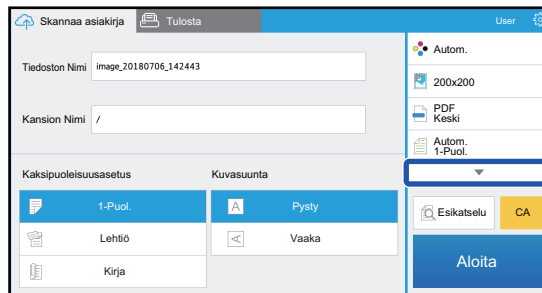 Skannaa asiakirja
Tulosta
User
Tiedoston Nimi
image_20180706_142443
Kansion Nimi
/
Kaksipuoleisuusasetus
Kuvasuunta
1-Puol.
A Pysty
Lehtiö
A Vaaka
Kirja
Autom.
200x200
PDF
Keski
Autom.
1-Puol.
Esikatselu
CA
Aloita